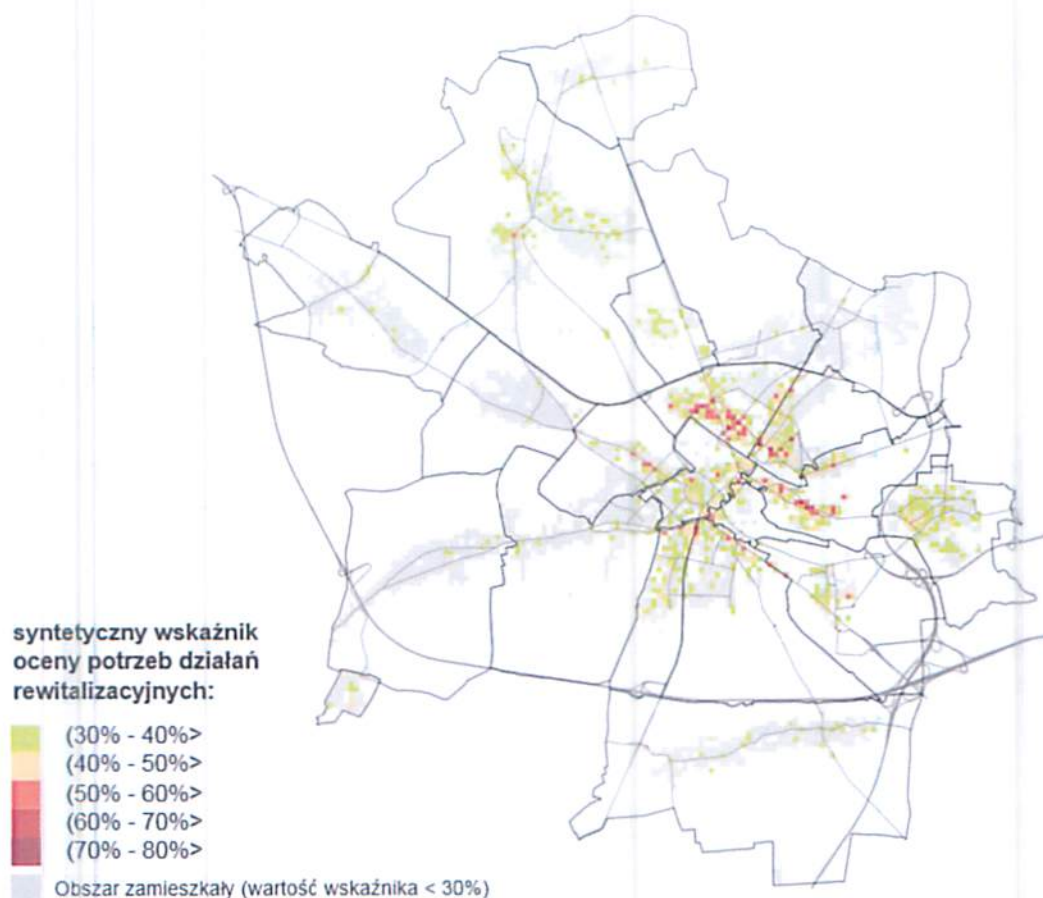 syntetyczny wskaźnik
oceny potrzeb działań
rewitalizacyjnych:
(30% - 40%>
(40% - 50%>
(50% - 60%>
(60% - 70%>
(70% - 80%>
Obszar zamieszkały (wartość wskaźnika < 30%)